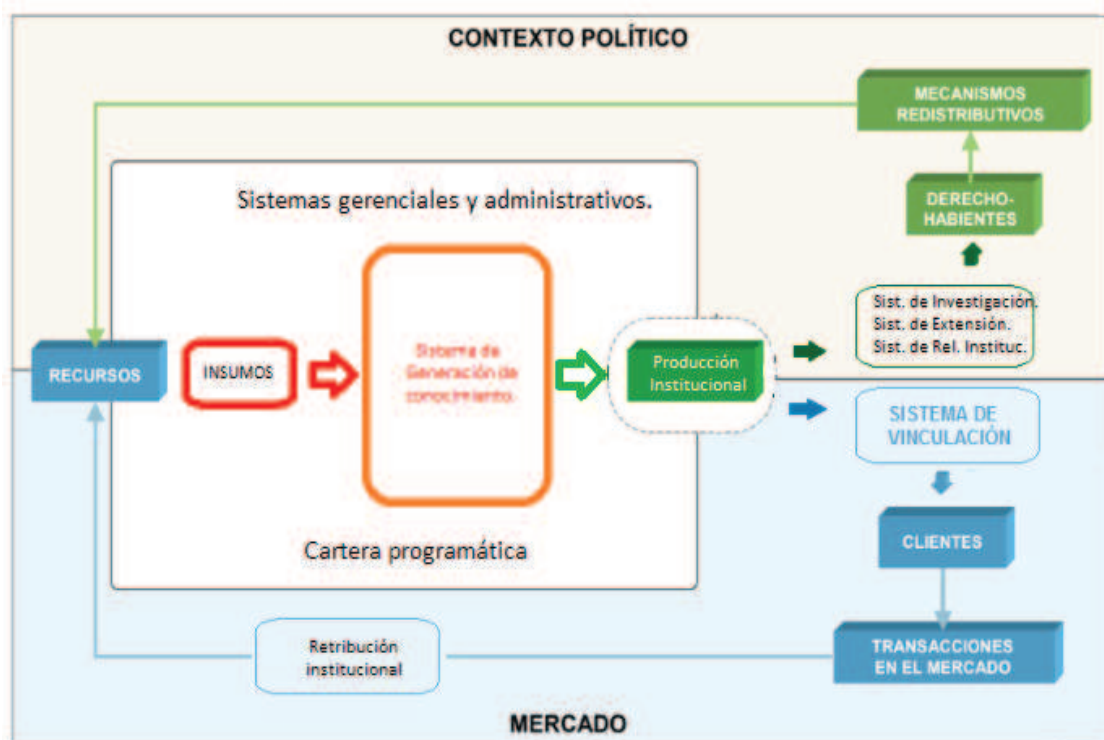 CONTEXTO POLÍTICO
MECANISMOS
REDISTRIBUTIVOS
Sistemas gerenciales y administrativos.
DERECHO-
HABIENTES
Sist. de Investigación.
Sist. de Extensión.
Sist. de Rel. Instituc.
RECURSOS
INSUMOS
Sistema de
Generación de
conocimiento.
Producción
Institucional
SISTEMA DE
VINCULACIÓN
CLIENTES
Cartera programática
Retribución
institucional
TRANSACCIONES
EN EL MERCADO
MERCADO